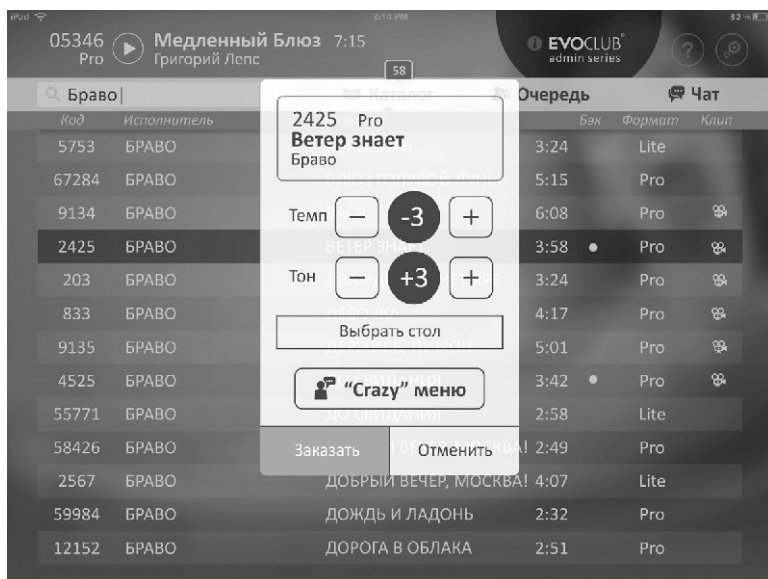 iPad 3:14 PM 32 %
05346 Медленный Блюз 7:15 EVOCLUB®
Pro Григорий Лепс admin series
58
Браво Каталог Очередь Чат
Код Исполнитель Бэк Формат Клип
2425 Pro
Ветер знает
Браво
Темп − -3 +
Тон − +3 +
Выбрать стол
“Crazy” меню
Заказать Отменить
5753 БРАВО 3:24 Lite
67284 БРАВО 5:15 Pro
9134 БРАВО 6:08 Pro
2425 БРАВО ВЕТЕР ЗНАЕТ 3:58 Pro
203 БРАВО 3:24 Pro
833 БРАВО ДЕВОЧКА 4:17 Pro
9135 БРАВО 5:01 Pro
4525 БРАВО ДО СВИДАНИЯ 3:42 Pro
55771 БРАВО ДО СВИДАНИЯ 2:58 Lite
58426 БРАВО ВЕЧЕР, МОСКВА! 2:49 Pro
2567 БРАВО ДОБРЫЙ ВЕЧЕР, МОСКВА! 4:07 Lite
59984 БРАВО ДОЖДЬ И ЛАДОНЬ 2:32 Pro
12152 БРАВО ДОРОГА В ОБЛАКА 2:51 Pro